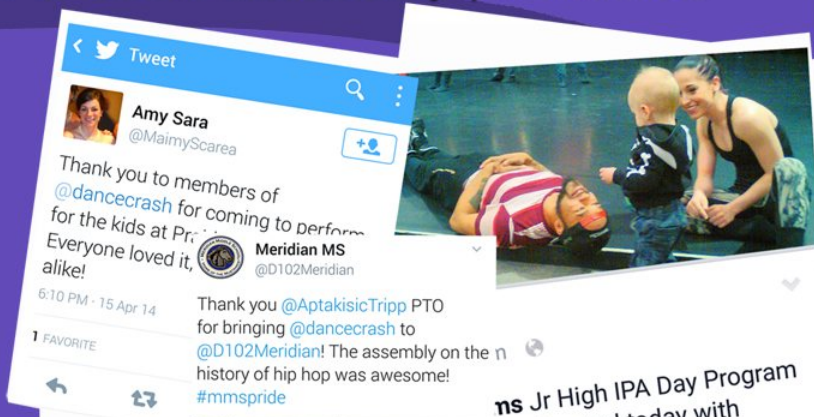 Tweet
Amy Sara
@MaimyScarea
Thank you to members of
@dancecrash for coming to perform
for the kids at
Everyone loved it,
alike!
6:10 PM - 15 Apr 14
1 FAVORITE
Meridian MS
@D102Meridian
Thank you @AptakisicTripp PTO
for bringing @dancecrash to
@D102Meridian! The assembly on the
history of hip hop was awesome!
#mmspride
Jr High IPA Day Program
today with